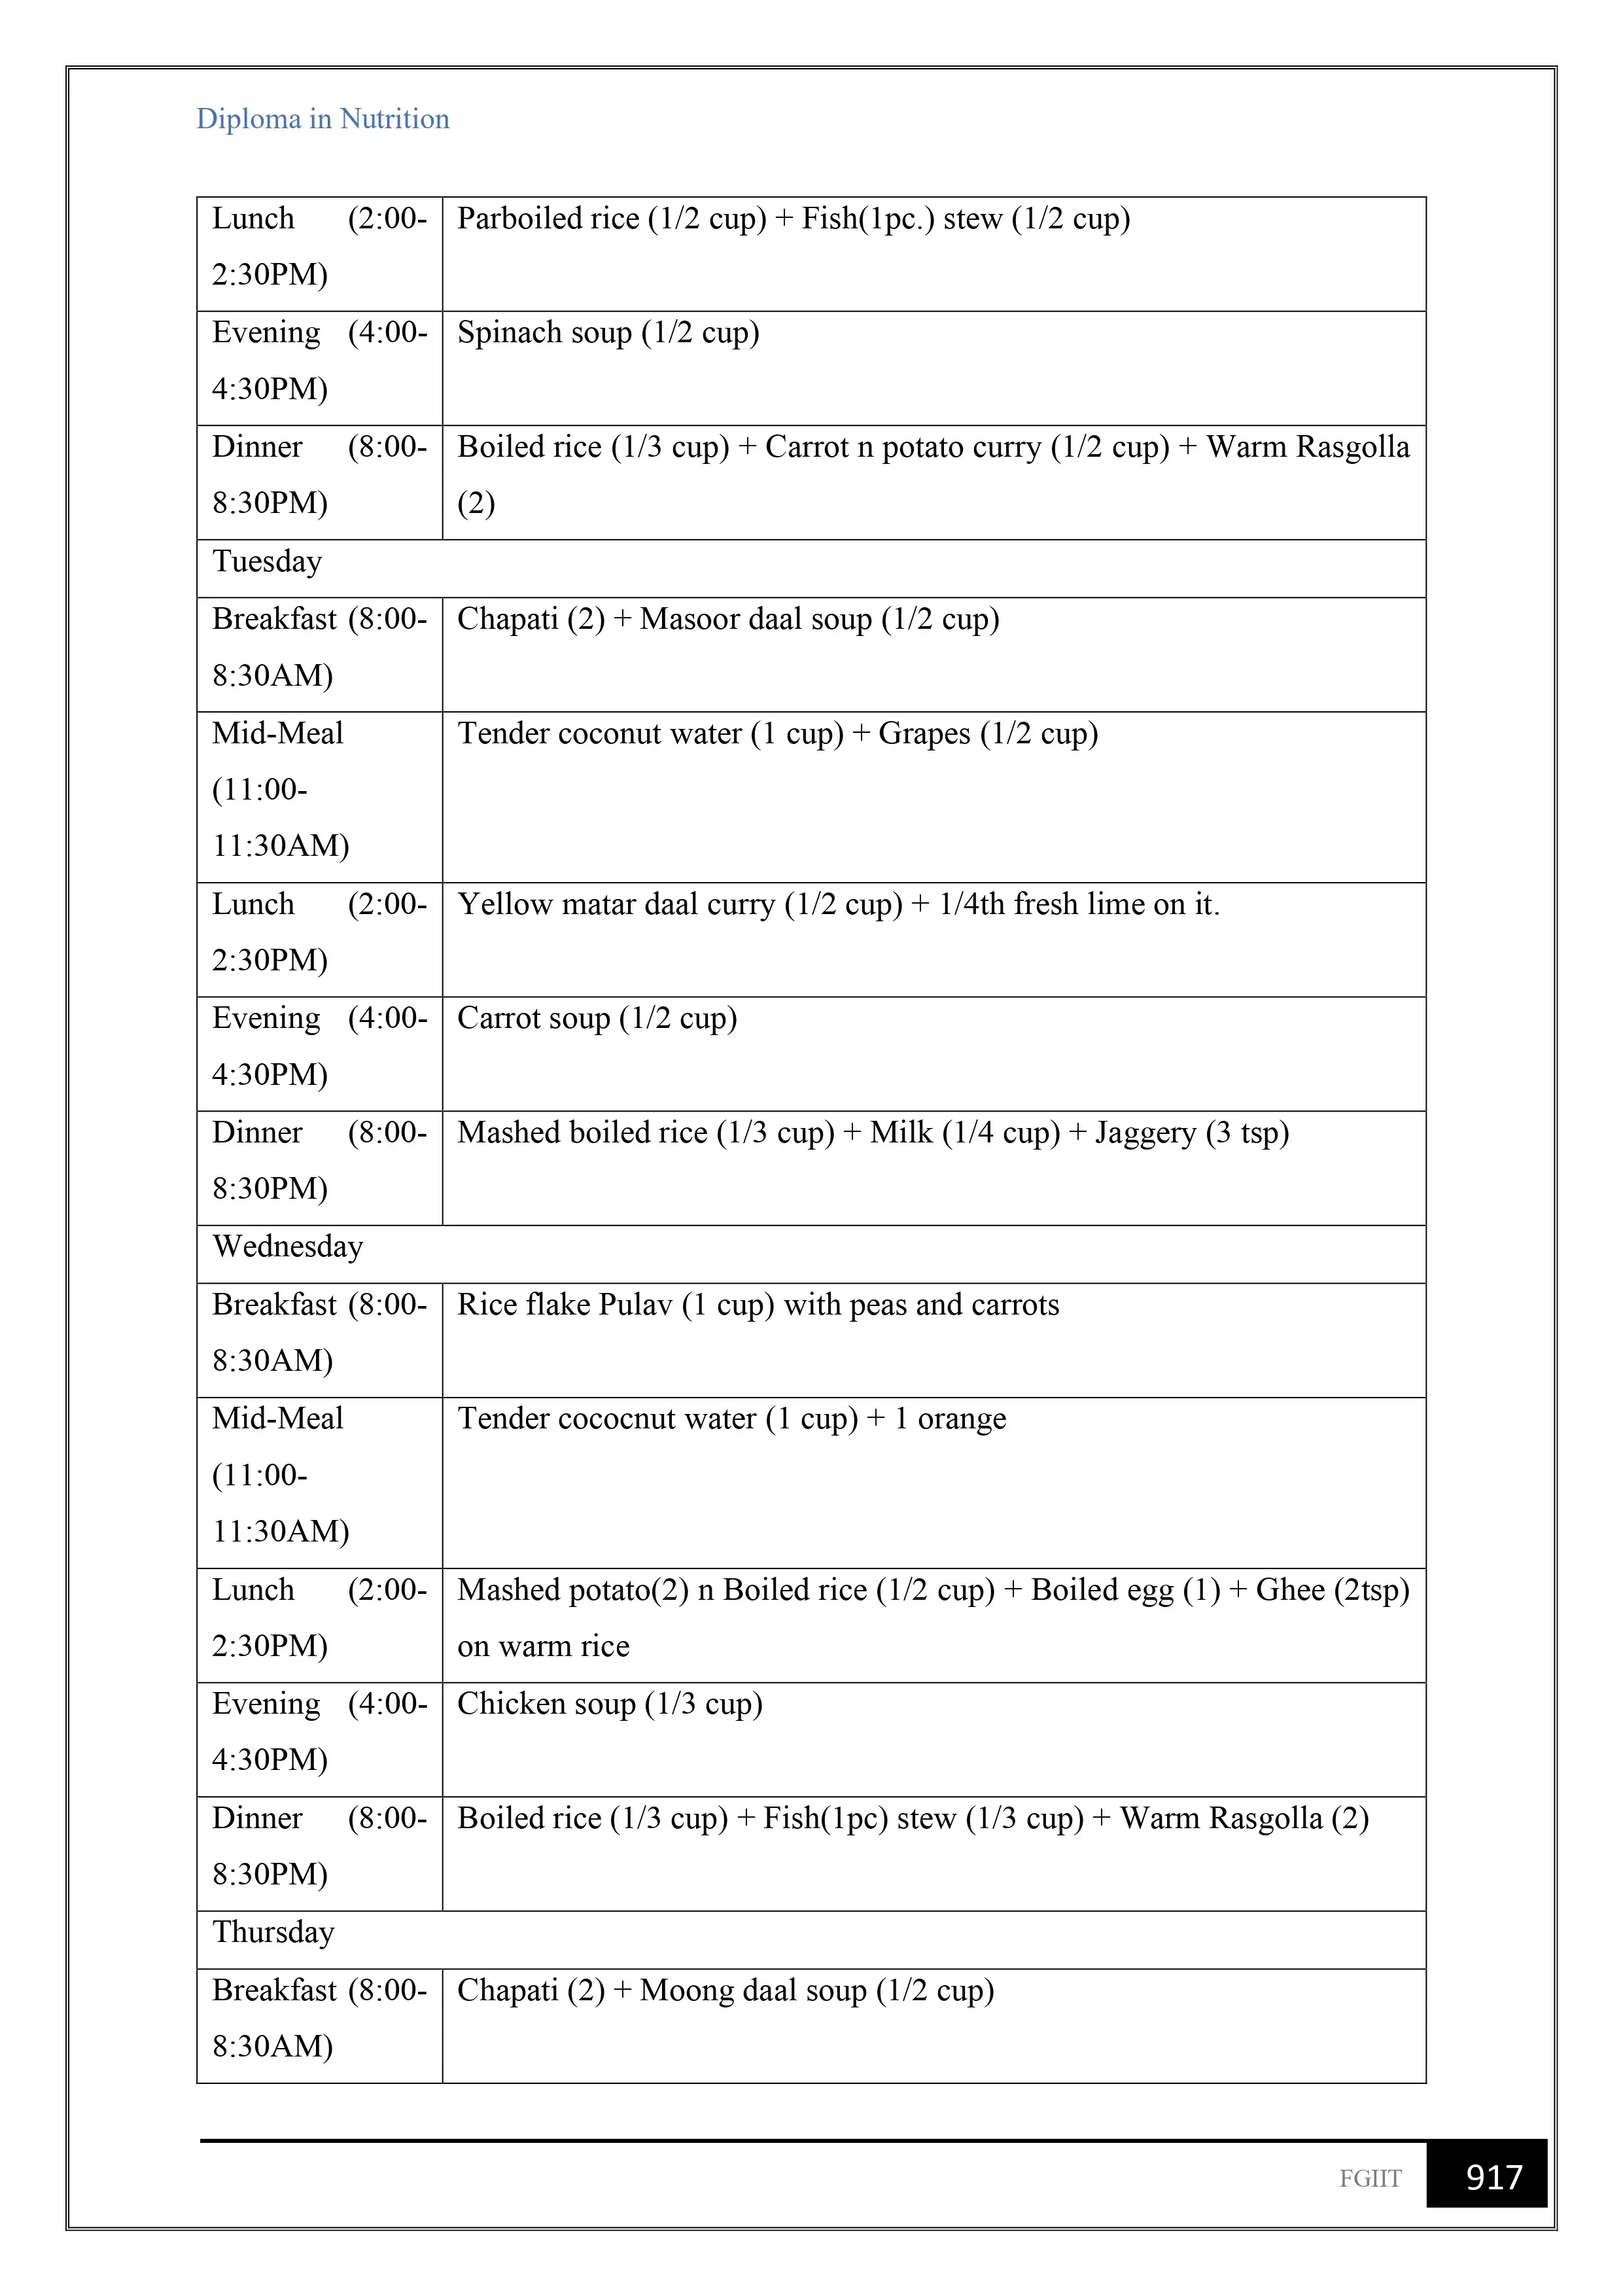 Diploma in Nutrition
Lunch (2:00-
2:30PM)
Parboiled rice (1/2 cup) + Fish(1pc.) stew (1/2 cup)
Evening (4:00-
4:30PM)
Spinach soup (1/2 cup)
Dinner (8:00-
8:30PM)
Boiled rice (1/3 cup) + Carrot n potato curry (1/2 cup) + Warm Rasgolla
(2)
Tuesday
Breakfast (8:00-
8:30AM)
Chapati (2) + Masoor daal soup (1/2 cup)
Mid-Meal
(11:00-
11:30AM)
Tender coconut water (1 cup) + Grapes (1/2 cup)
Lunch (2:00-
2:30PM)
Yellow matar daal curry (1/2 cup) + 1/4th fresh lime on it.
Evening (4:00-
4:30PM)
Carrot soup (1/2 cup)
Dinner (8:00-
8:30PM)
Mashed boiled rice (1/3 cup) + Milk (1/4 cup) + Jaggery (3 tsp)
Wednesday
Breakfast (8:00-
8:30AM)
Rice flake Pulav (1 cup) with peas and carrots
Mid-Meal
(11:00-
11:30AM)
Tender cococnut water (1 cup) + 1 orange
Lunch (2:00-
2:30PM)
Mashed potato(2) n Boiled rice (1/2 cup) + Boiled egg (1) + Ghee (2tsp)
on warm rice
Evening (4:00-
4:30PM)
Chicken soup (1/3 cup)
Dinner (8:00-
8:30PM)
Boiled rice (1/3 cup) + Fish(1pc) stew (1/3 cup) + Warm Rasgolla (2)
Thursday
Breakfast (8:00-
8:30AM)
Chapati (2) + Moong daal soup (1/2 cup)
FGIIT
917